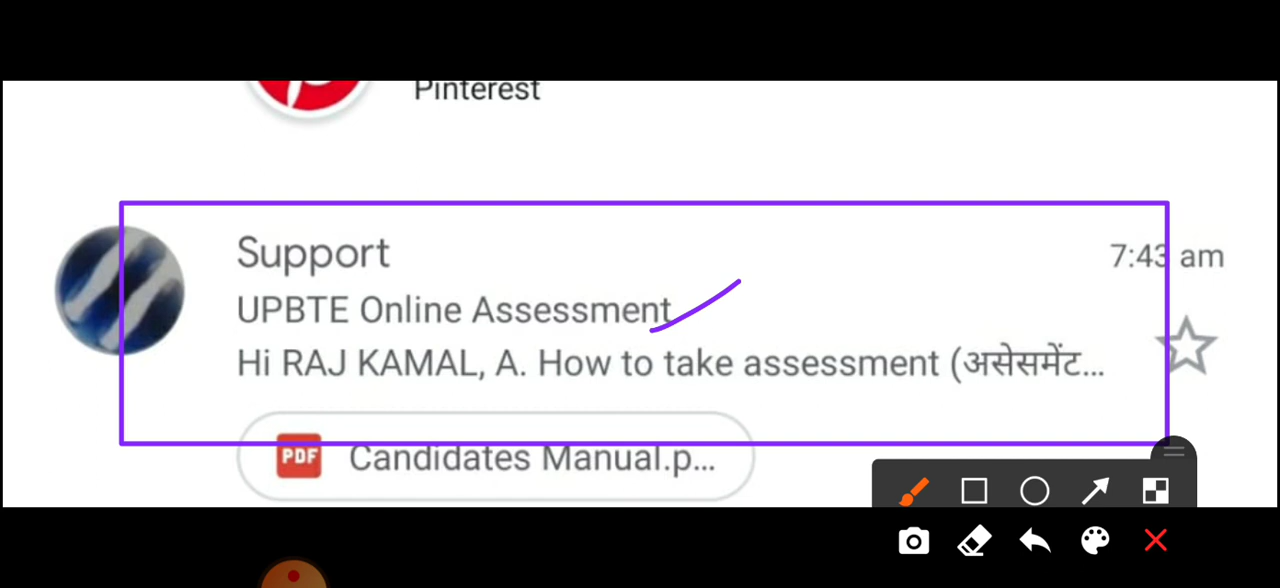 Pinterest
Support
7:43 am
UPBTE Online Assessment
Hi RAJ KAMAL, A. How to take assessment (असेसमेंट...
PDF Candidates Manual.p...